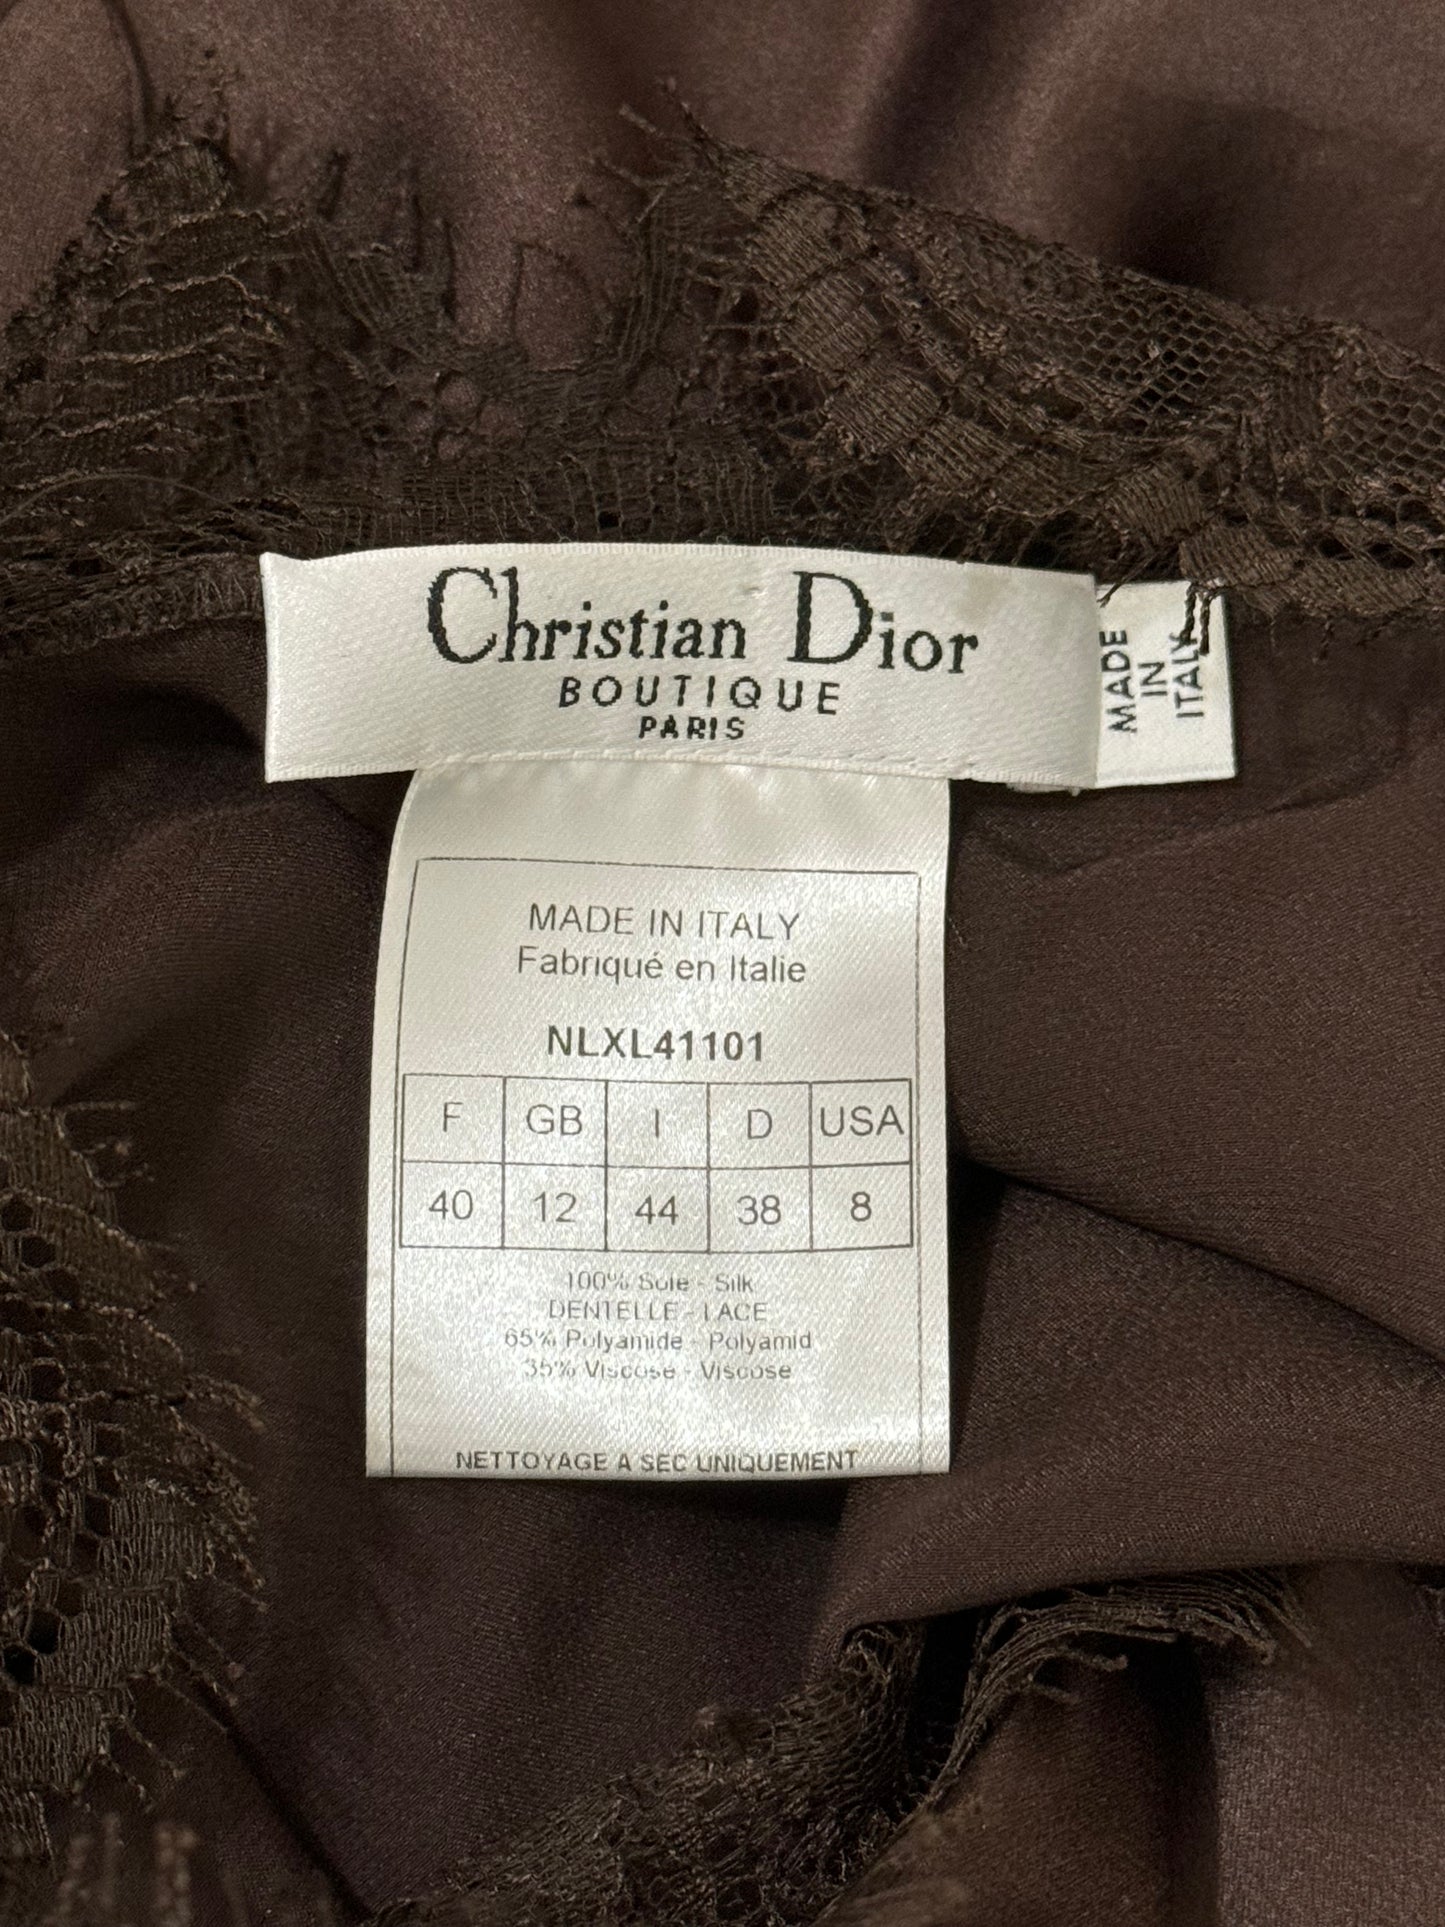 Christian Dior
BOUTIQUE
PARIS
MADE
IN
ITALY
MADE IN ITALY
Fabriqué en Italie
NLXL41101
F GB I D USA
40 12 44 38 8
100% Soie - Silk
DENTELLE - LACE
65% Polyamide - Polyamid
35% Viscose - Viscose
NETTOYAGE A SEC UNIQUEMENT